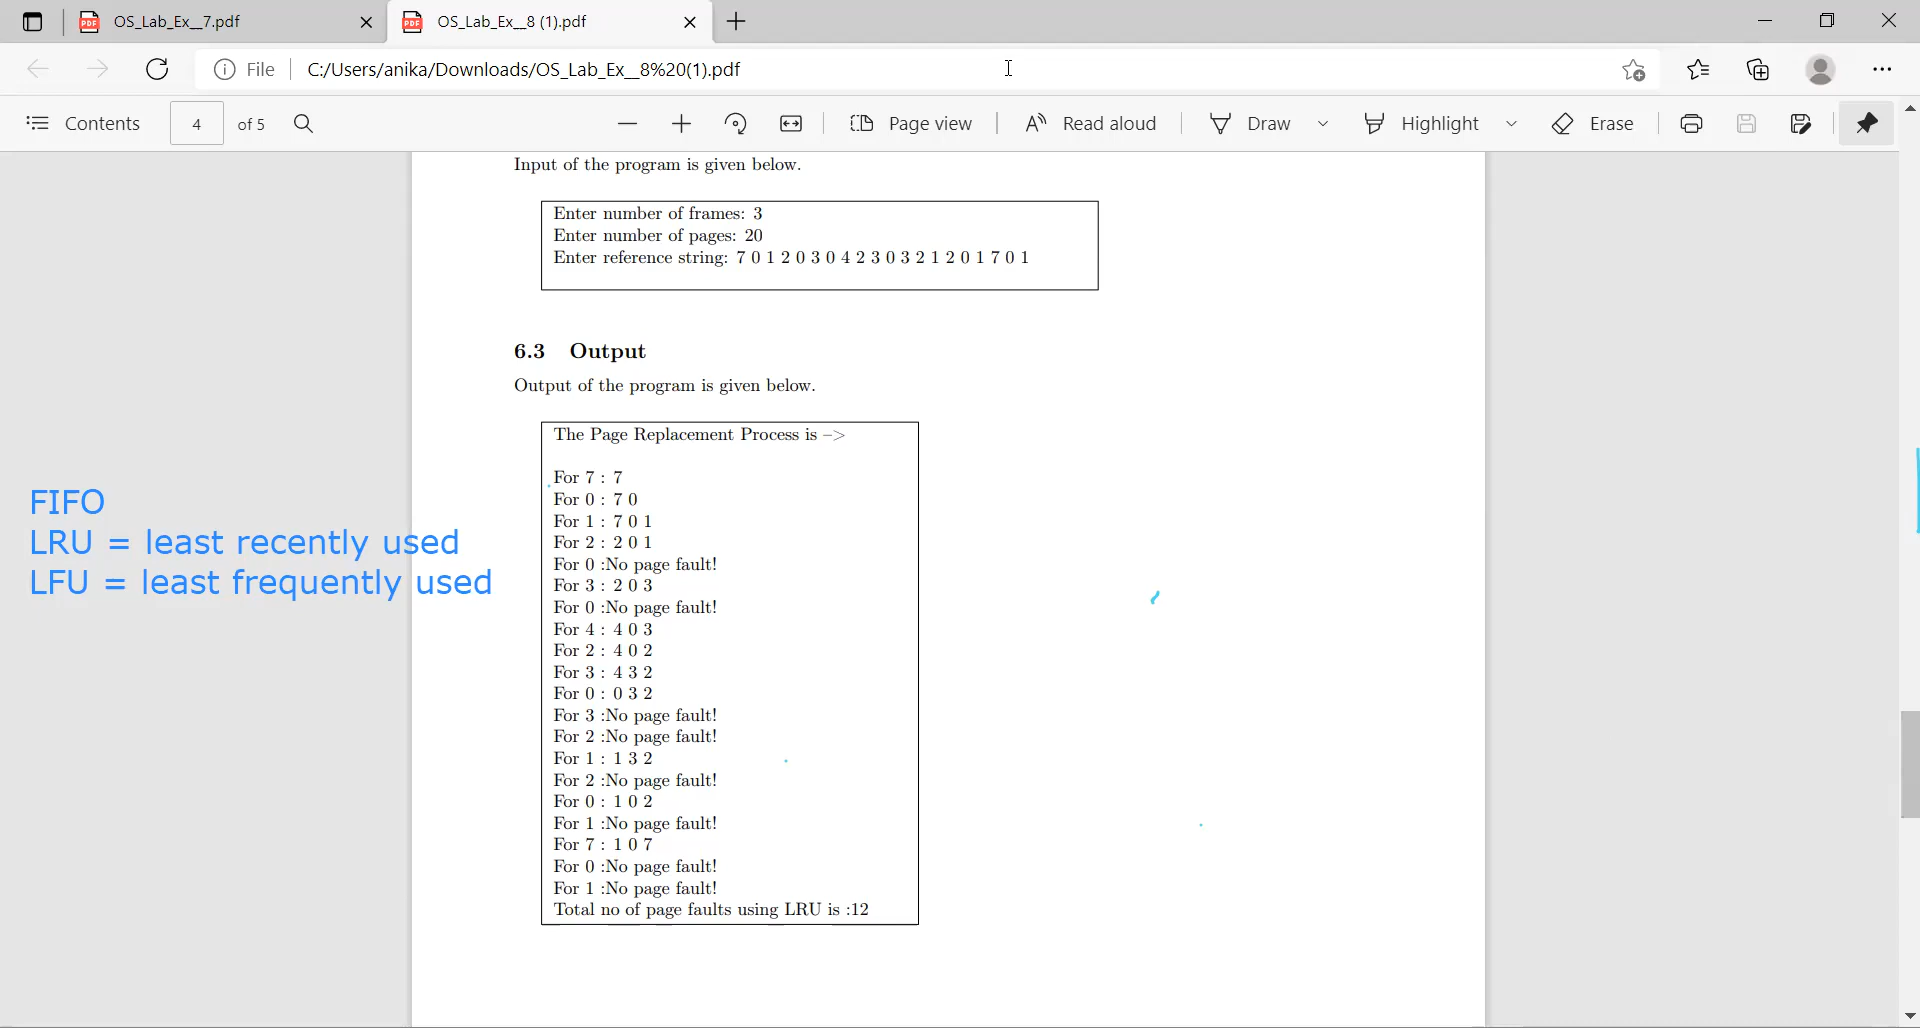 OS_Lab_Ex__7.pdf
OS_Lab_Ex__8 (1).pdf
File
C:/Users/anika/Downloads/OS_Lab_Ex__8%20(1).pdf
Contents
4
of 5
Page view
Read aloud
Draw
Highlight
Erase
Input of the program is given below.
Enter number of frames: 3
Enter number of pages: 20
Enter reference string: 7 0 1 2 0 3 0 4 2 3 0 3 2 1 2 0 1 7 0 1
6.3 Output
Output of the program is given below.
The Page Replacement Process is –>
For 7 : 7
For 0 : 7 0
For 1 : 7 0 1
For 2 : 2 0 1
For 0 :No page fault!
For 3 : 2 0 3
For 0 :No page fault!
For 4 : 4 0 3
For 2 : 4 0 2
For 3 : 4 3 2
For 0 : 0 3 2
For 3 :No page fault!
For 2 :No page fault!
For 1 : 1 3 2
For 2 :No page fault!
For 0 : 1 0 2
For 1 :No page fault!
For 7 : 1 0 7
For 0 :No page fault!
For 1 :No page fault!
Total no of page faults using LRU is :12
FIFO
LRU = least recently used
LFU = least frequently used